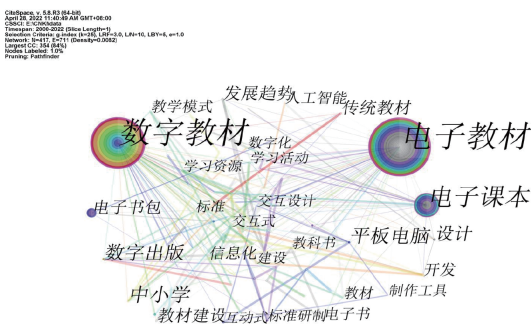 CiteSpace, v. 5.8.R3 (64-bit)
April 28, 2022 11:40:49 AM GMT+08:00
CSSCI: E:\CNKI\data
Timespan: 2000-2022 (Slice Length=1)
Selection Criteria: g-index (k=25), LRF=3.0, L/N=10, LBY=5, e=1.0
Network: N=417, E=711 (Density=0.0082)
Largest CC: 354 (84%)
Nodes Labeled: 1.0%
Pruning: Pathfinder
发展趋势
人工智能
教学模式
传统教材
数字教材
电子教材
数字化
学习活动
学习资源
电子课本
电子书包
标准
交互设计
交互式
平板电脑
设计
教科书
数字出版
信息化
建设
开发
中小学
教材
制作工具
教材建设
互动式
标准研制
电子书